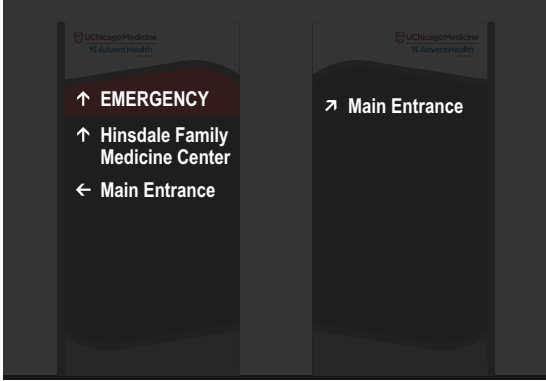 UChicagoMedicine
AdventHealth
↑ EMERGENCY
↑ Hinsdale Family
Medicine Center
← Main Entrance
UChicagoMedicine
AdventHealth
↗ Main Entrance